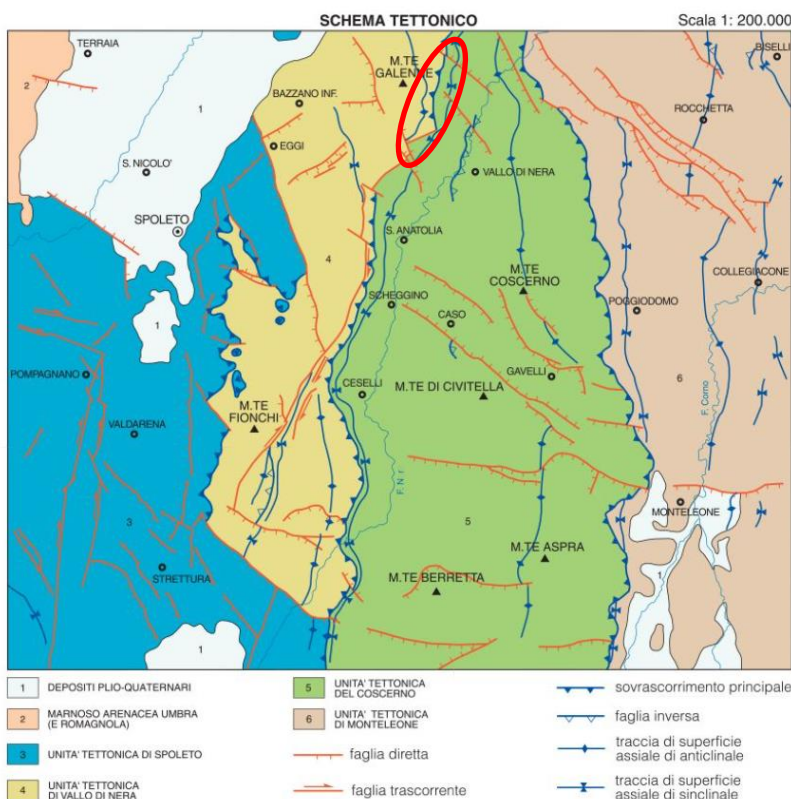 SCHEMA TETTONICO
Scala 1: 200.000
TERRAIA
M.TE
GALENNE
BISELLI
2
1
BAZZANO INF.
ROCCHETTA
EGGI
S. NICOLO'
VALLO DI NERA
SPOLETO
S. ANATOLIA
4
M.TE
COSCERNO
COLLEGIACONE
SCHEGGINO
POGGIODOMO
CASO
1
POMPAGNANO
GAVELLI
6
F. Corno
CESELLI
M.TE DI CIVITELLA
M.TE
FIONCHI
VALDARENA
MONTELEONE
3
5
STRETTURA
M.TE ASPRA
1
M.TE BERRETTA
1
1 DEPOSITI PLIO-QUATERNARI
2 MARNOSO ARENACEA UMBRA
(E ROMAGNOLA)
3 UNITA' TETTONICA DI SPOLETO
4 UNITA' TETTONICA
DI VALLO DI NERA
5 UNITA' TETTONICA
DEL COSCERNO
6 UNITA' TETTONICA
DI MONTELEONE
faglia diretta
faglia trascorrente
sovrascorrimento principale
faglia inversa
traccia di superficie
assiale di anticlinale
traccia di superficie
assiale di sinclinale